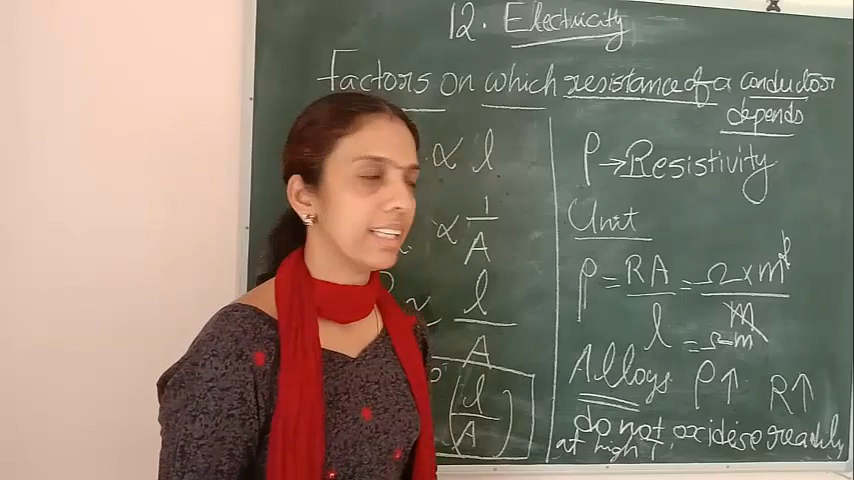 12. Electricity
Factors on which resistance of a conductor
depends
∝ l
∝ 1/A
∝ l/A
(l/A)
ρ → Resistivity
Unit
ρ = RA/l = Ω×m²/m
= Ω-m
Alloys ρ↑ R↑
do not oxidise readily
at high T.